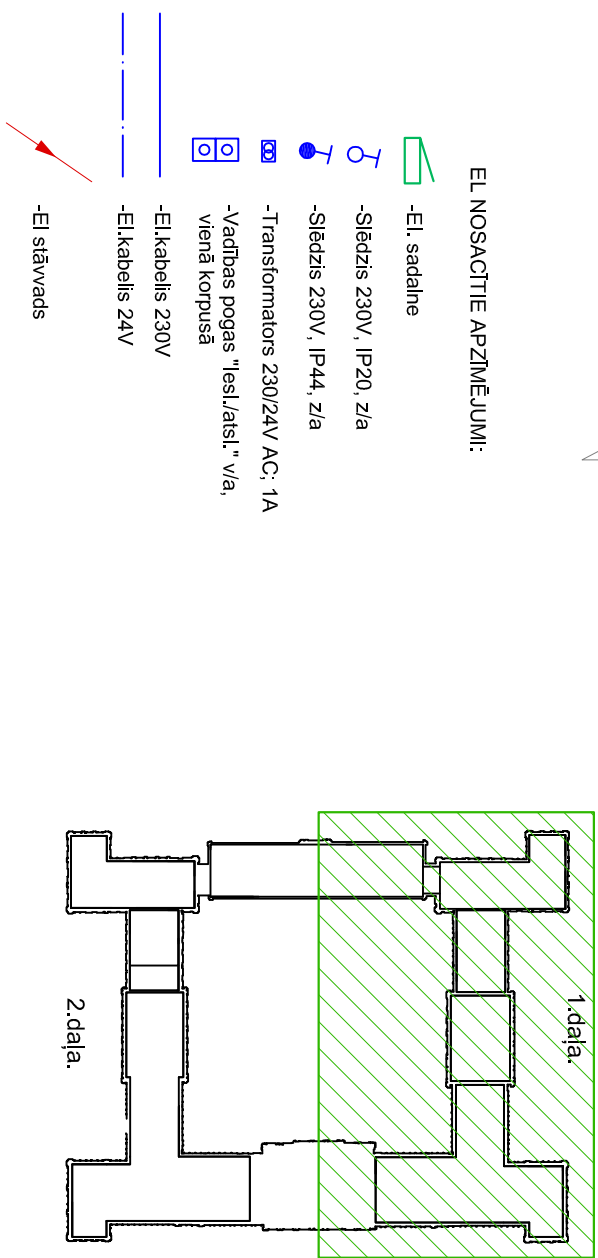 EL NOSACĪTIE APZĪMĒJUMI:
-El. sadalne
-Slēdzis 230V, IP20, z/a
-Slēdzis 230V, IP44, z/a
-Transformators 230/24V AC; 1A
-Vadības pogas "Iesl./atsl." v/a,
vienā korpusā
-El.kabelis 230V
-El.kabelis 24V
-El stāvvads
1.daļa.
2.daļa.